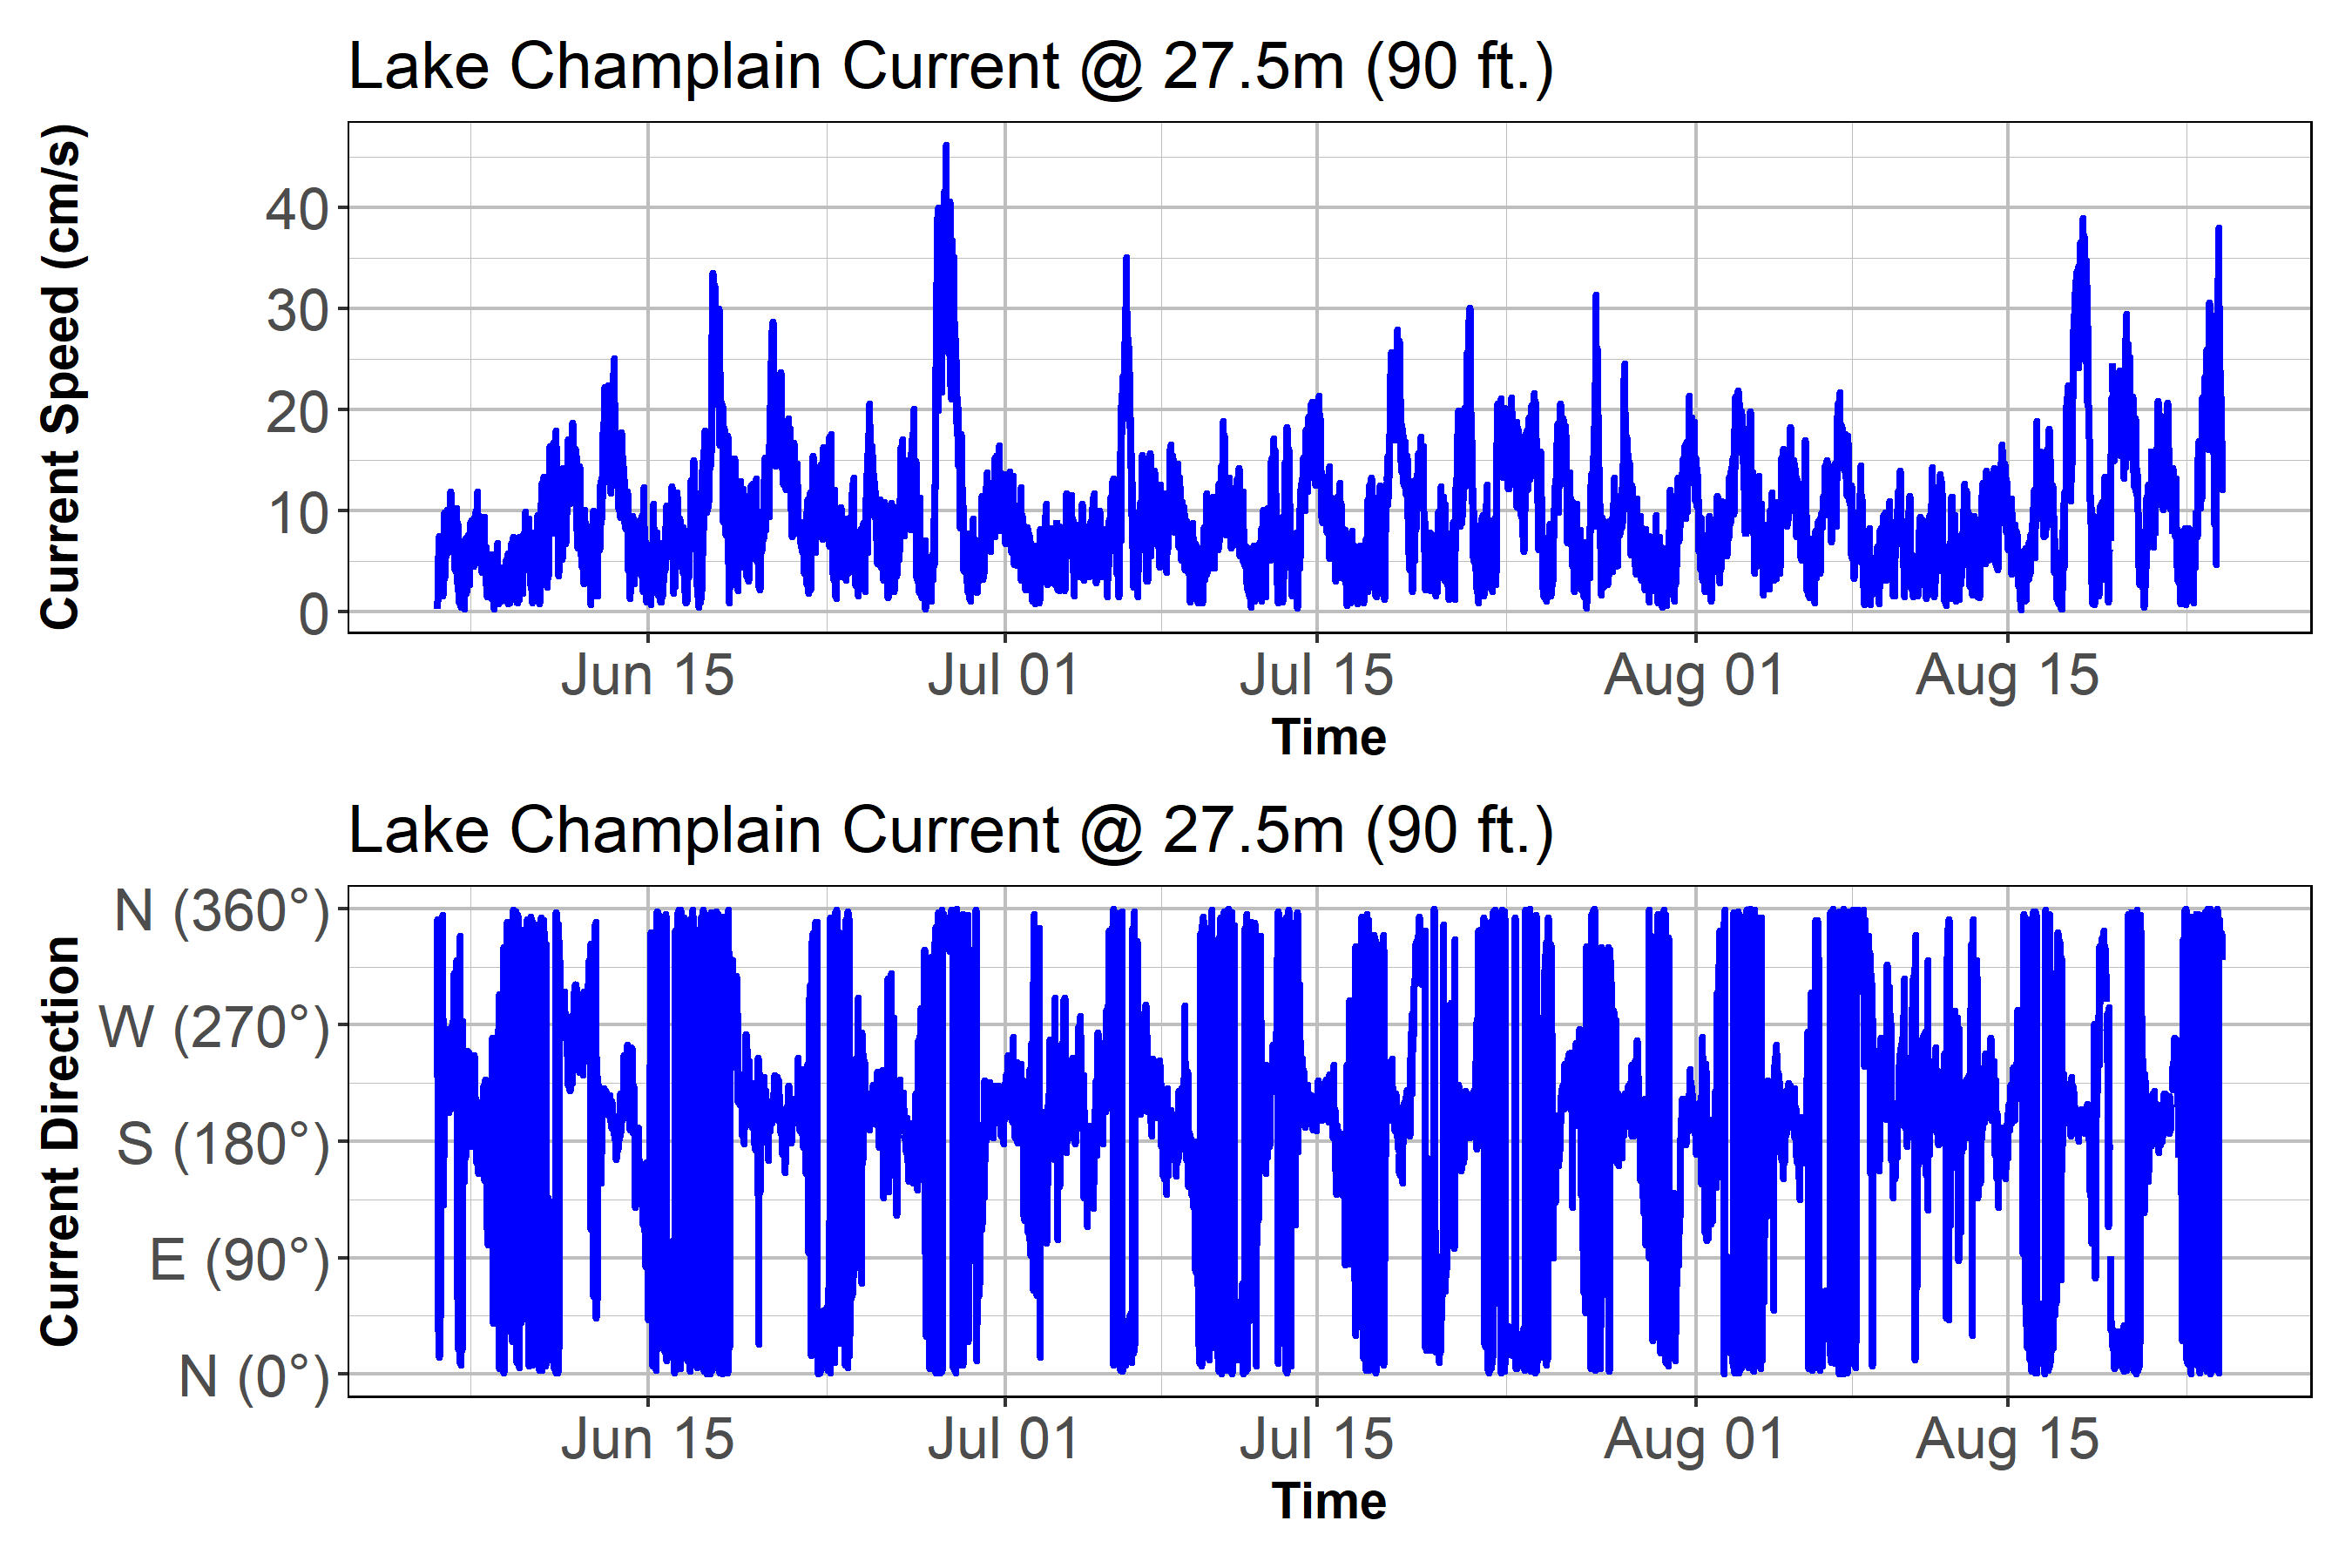 Lake Champlain Current @ 27.5m (90 ft.)
Current Speed (cm/s)
40
30
20
10
0
Jun 15 Jul 01 Jul 15 Aug 01 Aug 15
Time
Lake Champlain Current @ 27.5m (90 ft.)
Current Direction
N (360°)
W (270°)
S (180°)
E (90°)
N (0°)
Jun 15 Jul 01 Jul 15 Aug 01 Aug 15
Time